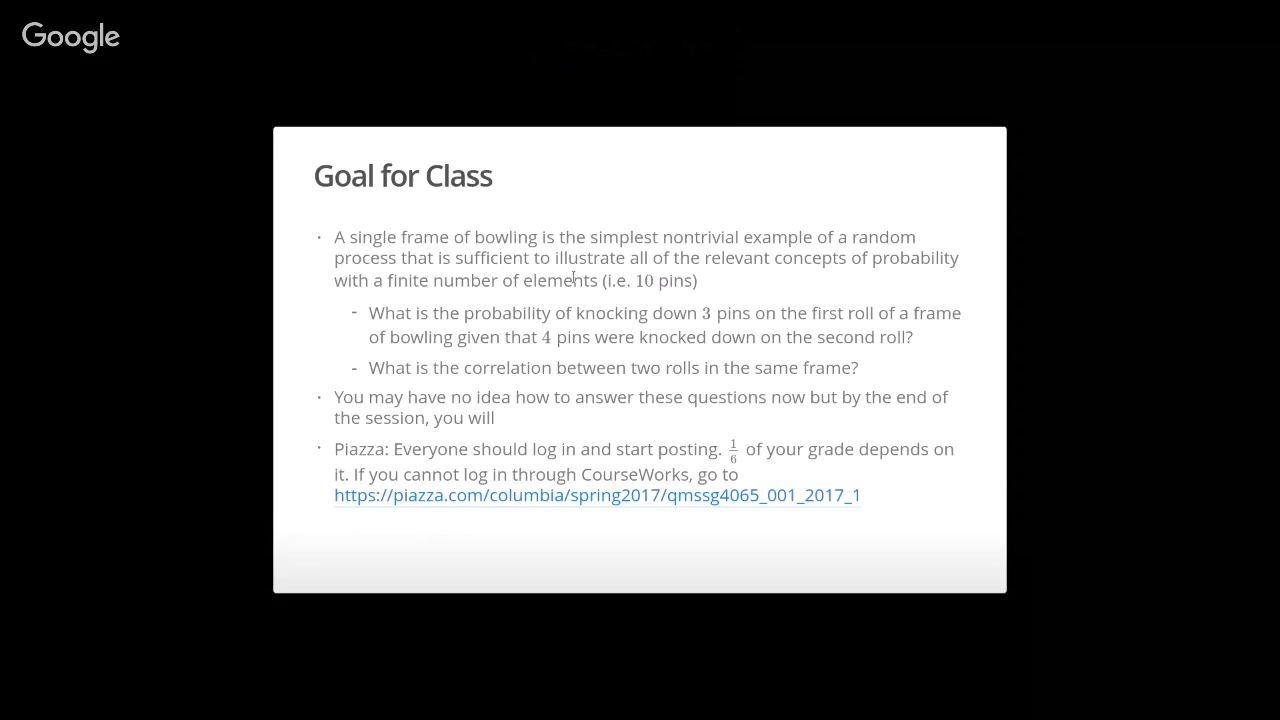 Google
Goal for Class
· A single frame of bowling is the simplest nontrivial example of a random
process that is sufficient to illustrate all of the relevant concepts of probability
with a finite number of elements (i.e. 10 pins)
- What is the probability of knocking down 3 pins on the first roll of a frame
of bowling given that 4 pins were knocked down on the second roll?
- What is the correlation between two rolls in the same frame?
· You may have no idea how to answer these questions now but by the end of
the session, you will
· Piazza: Everyone should log in and start posting. 1/6 of your grade depends on
it. If you cannot log in through CourseWorks, go to
https://piazza.com/columbia/spring2017/qmssg4065_001_2017_1